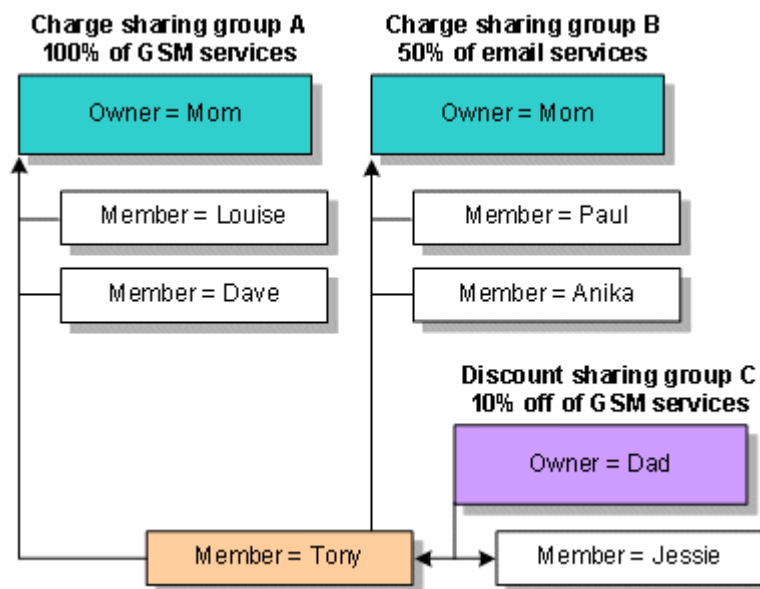 Charge sharing group A
100% of GSM services
Owner = Mom
Member = Louise
Member = Dave
Charge sharing group B
50% of email services
Owner = Mom
Member = Paul
Member = Anika
Discount sharing group C
10% off of GSM services
Owner = Dad
Member = Tony
Member = Jessie